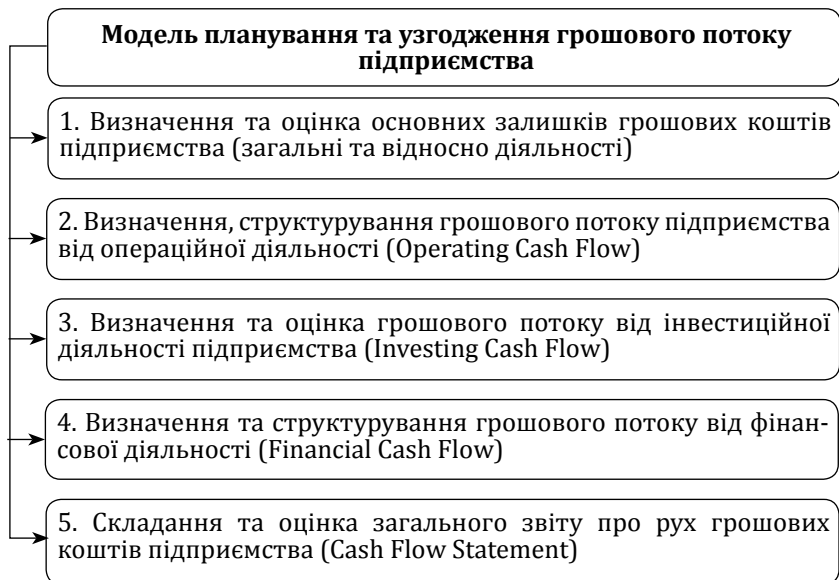 Модель планування та узгодження грошового потоку
підприємства
1. Визначення та оцінка основних залишків грошових коштів
підприємства (загальні та відносно діяльності)
2. Визначення, структурування грошового потоку підприємства
від операційної діяльності (Operating Cash Flow)
3. Визначення та оцінка грошового потоку від інвестиційної
діяльності підприємства (Investing Cash Flow)
4. Визначення та структурування грошового потоку від фінан-
сової діяльності (Financial Cash Flow)
5. Складання та оцінка загального звіту про рух грошових
коштів підприємства (Cash Flow Statement)